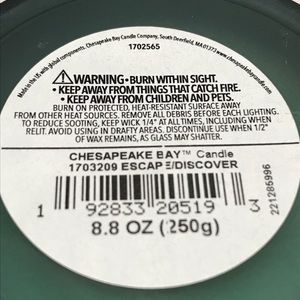 Made in the US with global components. Chesapeake Bay Candle Company, South Deerfield, MA 01373 www.chesapeakebaycandle.com
1702565
WARNING • BURN WITHIN SIGHT.
• KEEP AWAY FROM THINGS THAT CATCH FIRE.
• KEEP AWAY FROM CHILDREN AND PETS.
BURN ON PROTECTED, HEAT-RESISTANT SURFACE AWAY
FROM OTHER HEAT SOURCES. REMOVE ALL DEBRIS BEFORE EACH LIGHTING.
TO REDUCE SOOTING, KEEP WICK 1/4" AT ALL TIMES, INCLUDING WHEN
RELIT. AVOID USING IN DRAFTY AREAS. DISCONTINUE USE WHEN 1/2"
OF WAX REMAINS, AS GLASS MAY SHATTER.
CHESAPEAKE BAY™ Candle
1703209 ESCAPE/DISCOVER
1 92833 20519 3
8.8 OZ (250g)
221285996